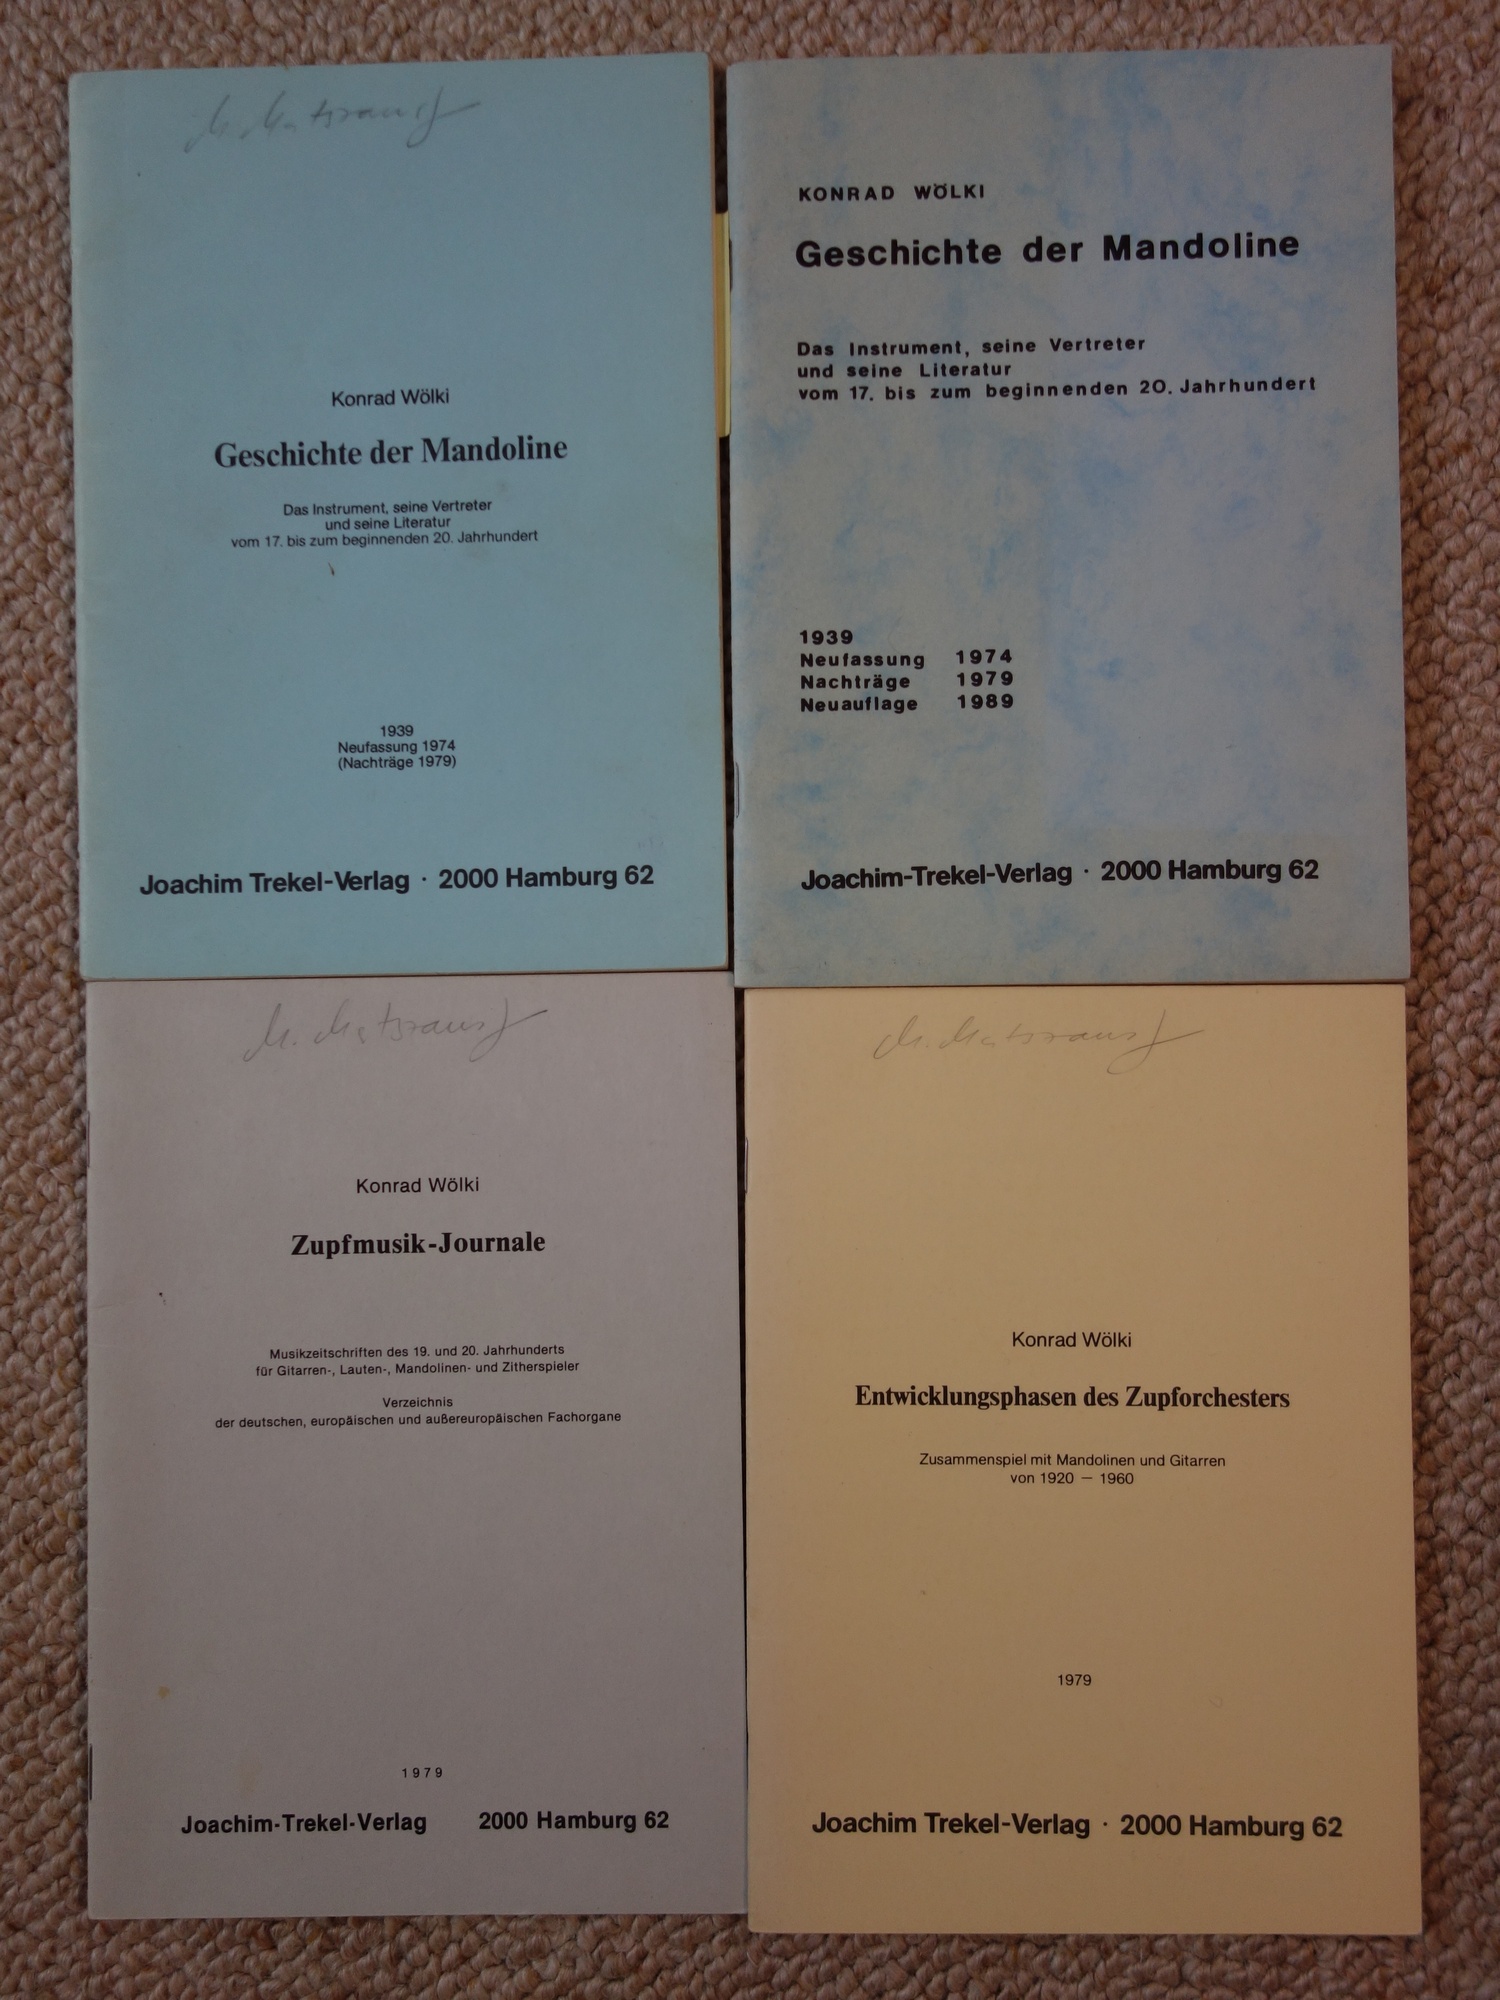 Konrad Wölki
Geschichte der Mandoline
Das Instrument, seine Vertreter
und seine Literatur
vom 17. bis zum beginnenden 20. Jahrhundert
1939
Neufassung 1974
(Nachträge 1979)
Joachim Trekel-Verlag · 2000 Hamburg 62
KONRAD WÖLKI
Geschichte der Mandoline
Das Instrument, seine Vertreter
und seine Literatur
vom 17. bis zum beginnenden 20. Jahrhundert
1939
Neufassung 1974
Nachträge 1979
Neuauflage 1989
Joachim-Trekel-Verlag · 2000 Hamburg 62
Konrad Wölki
Zupfmusik-Journale
Musikzeitschriften des 19. und 20. Jahrhunderts
für Gitarren-, Lauten-, Mandolinen- und Zitherspieler
Verzeichnis
der deutschen, europäischen und außereuropäischen Fachorgane
1979
Joachim-Trekel-Verlag 2000 Hamburg 62
Konrad Wölki
Entwicklungsphasen des Zupforchesters
Zusammenspiel mit Mandolinen und Gitarren
von 1920 — 1960
1979
Joachim Trekel-Verlag · 2000 Hamburg 62